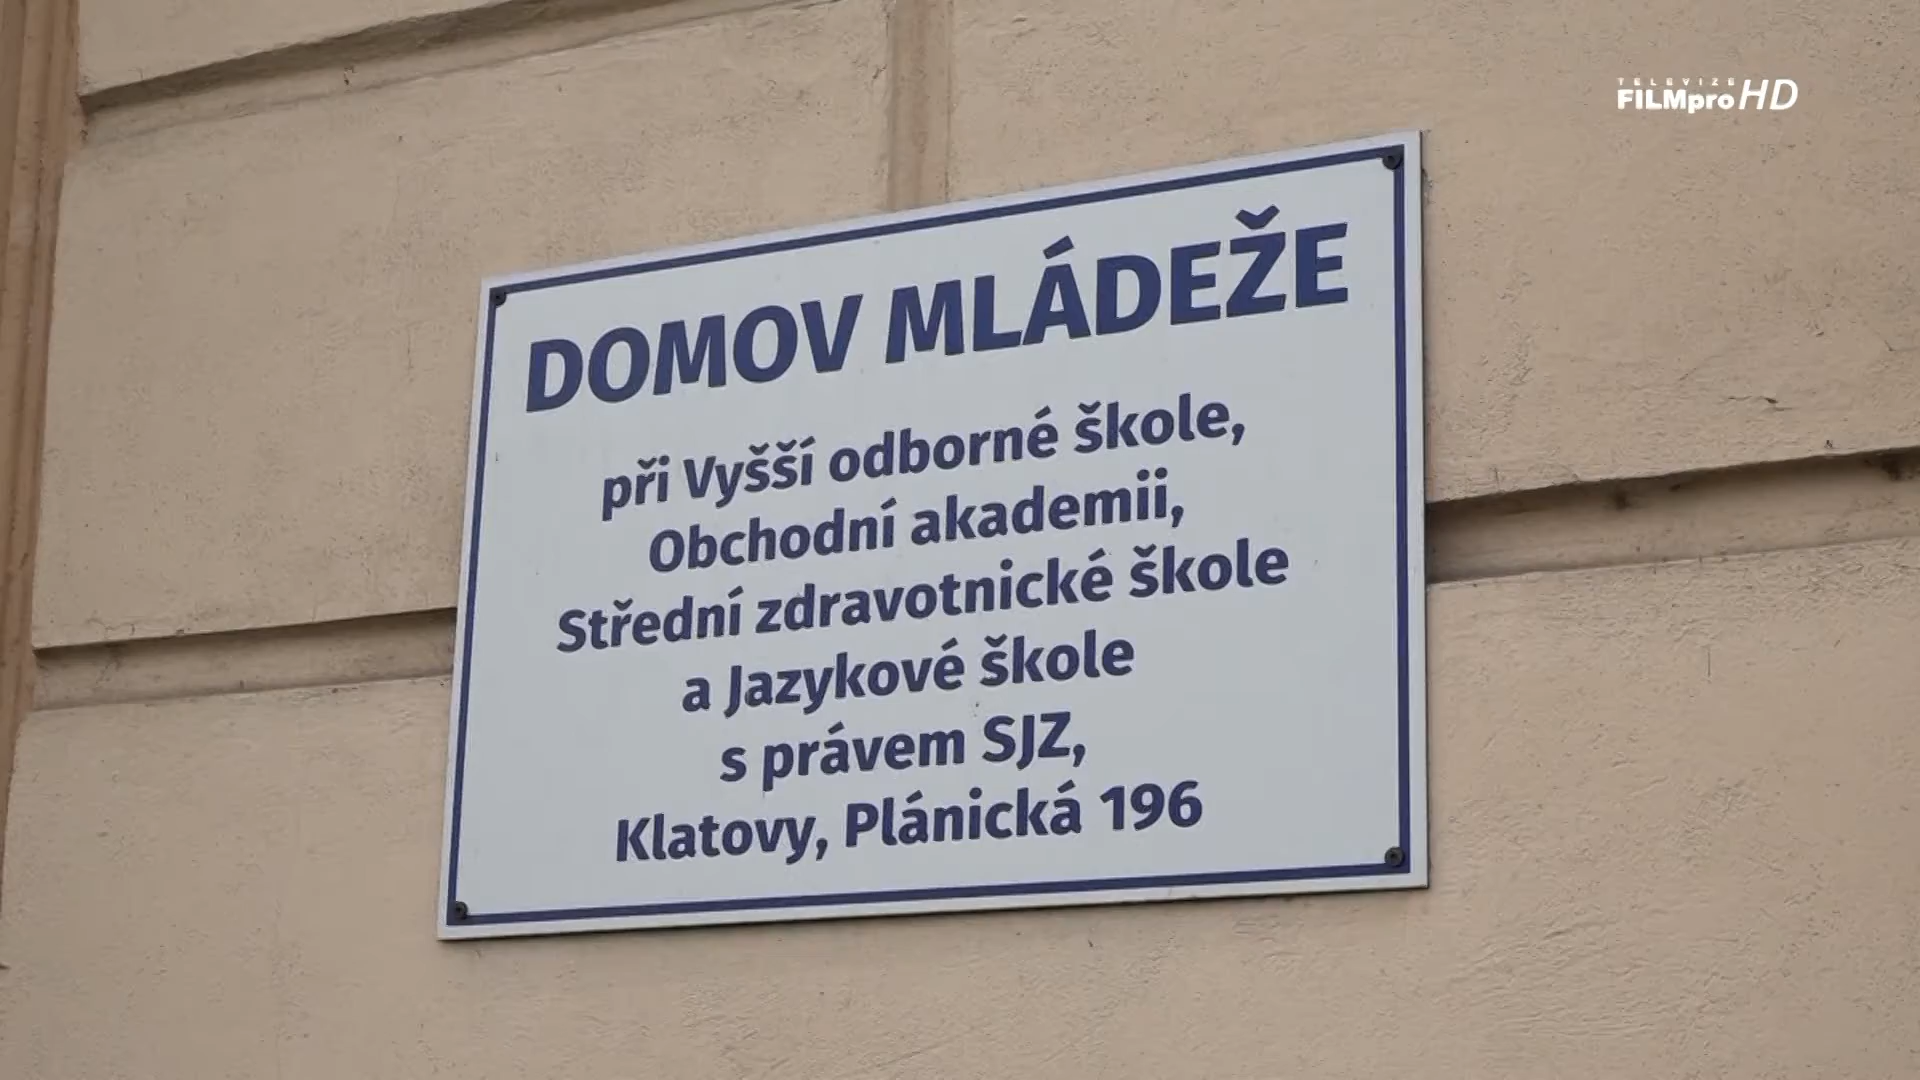 TELEVIZE
FILMpro HD
DOMOV MLÁDEŽE
při Vyšší odborné škole,
Obchodní akademii,
Střední zdravotnické škole
a Jazykové škole
s právem SJZ,
Klatovy, Plánická 196